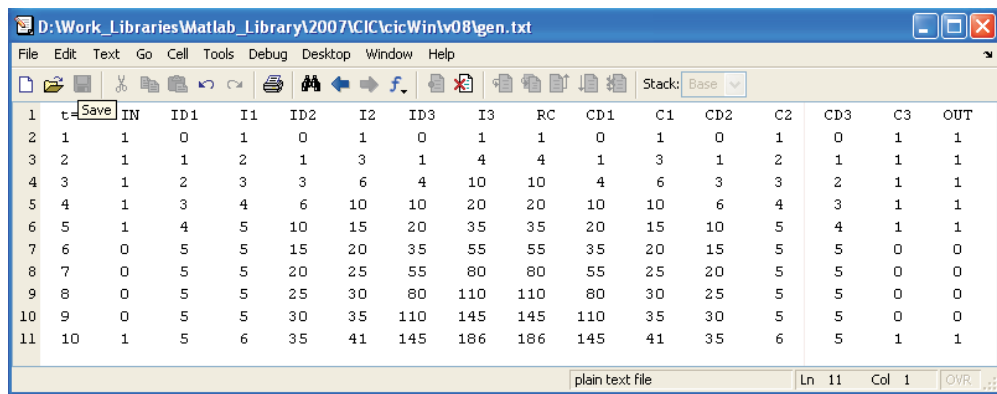 D:\Work_Libraries\Matlab_Library\2007\CIC\cicWin\v08\gen.txt
File Edit Text Go Cell Tools Debug Desktop Window Help
Stack: Base
Save
1 t= IN ID1 I1 ID2 I2 ID3 I3 RC CD1 C1 CD2 C2 CD3 C3 OUT
2 1 1 0 1 0 1 0 1 1 0 1 0 1 0 1 1
3 2 1 1 2 1 3 1 4 4 1 3 1 2 1 1 1
4 3 1 2 3 3 6 4 10 10 4 6 3 3 2 1 1
5 4 1 3 4 6 10 10 20 20 10 10 6 4 3 1 1
6 5 1 4 5 10 15 20 35 35 20 15 10 5 4 1 1
7 6 0 5 5 15 20 35 55 55 35 20 15 5 5 0 0
8 7 0 5 5 20 25 55 80 80 55 25 20 5 5 0 0
9 8 0 5 5 25 30 80 110 110 80 30 25 5 5 0 0
10 9 0 5 5 30 35 110 145 145 110 35 30 5 5 0 0
11 10 1 5 6 35 41 145 186 186 145 41 35 6 5 1 1
plain text file Ln 11 Col 1 OVR